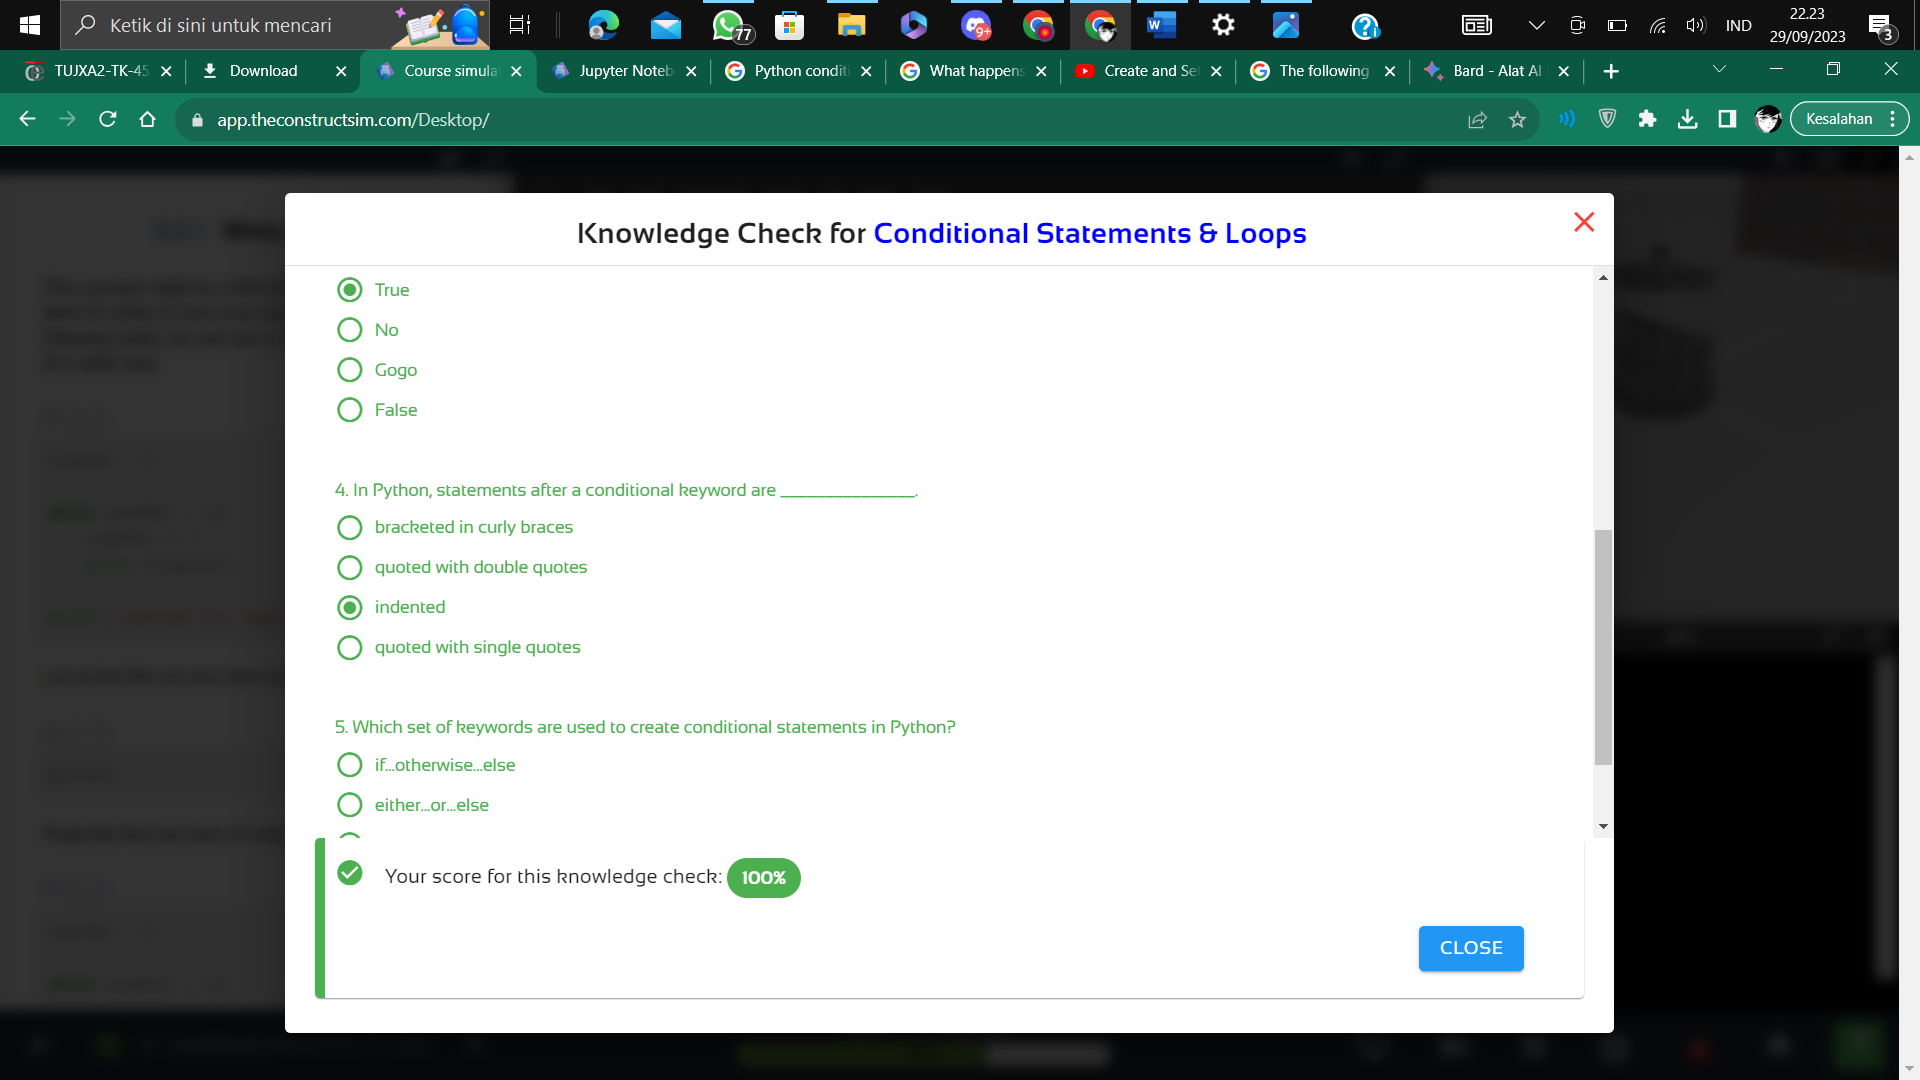 Ketik di sini untuk mencari
77
9+
IND
22.23
29/09/2023
3
TUJXA2-TK-45
Download
Course simula
Jupyter Noteb
Python conditi
What happens
Create and Se
The following
Bard - Alat AI
app.theconstructsim.com/Desktop/
Kesalahan
Knowledge Check for Conditional Statements & Loops
True
No
Gogo
False
4. In Python, statements after a conditional keyword are _______________.
bracketed in curly braces
quoted with double quotes
indented
quoted with single quotes
5. Which set of keywords are used to create conditional statements in Python?
if...otherwise...else
either...or...else
Your score for this knowledge check: 100%
CLOSE